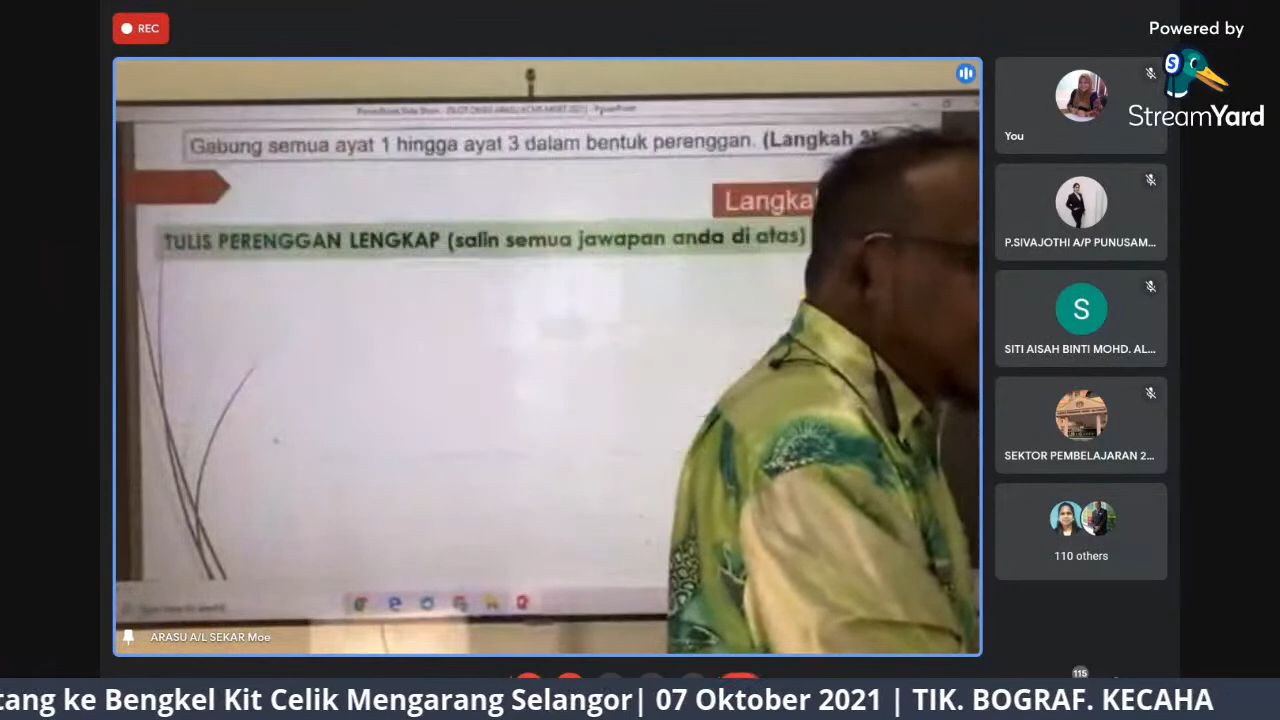 REC
Powered by
StreamYard
Gabung semua ayat 1 hingga ayat 3 dalam bentuk perenggan. (Langkah
Langka
TULIS PERENGGAN LENGKAP (salin semua jawapan anda di atas)
ARASU A/L SEKAR Moe
You
P.SIVAJOTHI A/P PUNUSAM...
S
SITI AISAH BINTI MOHD. AL...
SEKTOR PEMBELAJARAN 2...
110 others
115
tang ke Bengkel Kit Celik Mengarang Selangor| 07 Oktober 2021 | TIK. BOGRAF. KECAHA